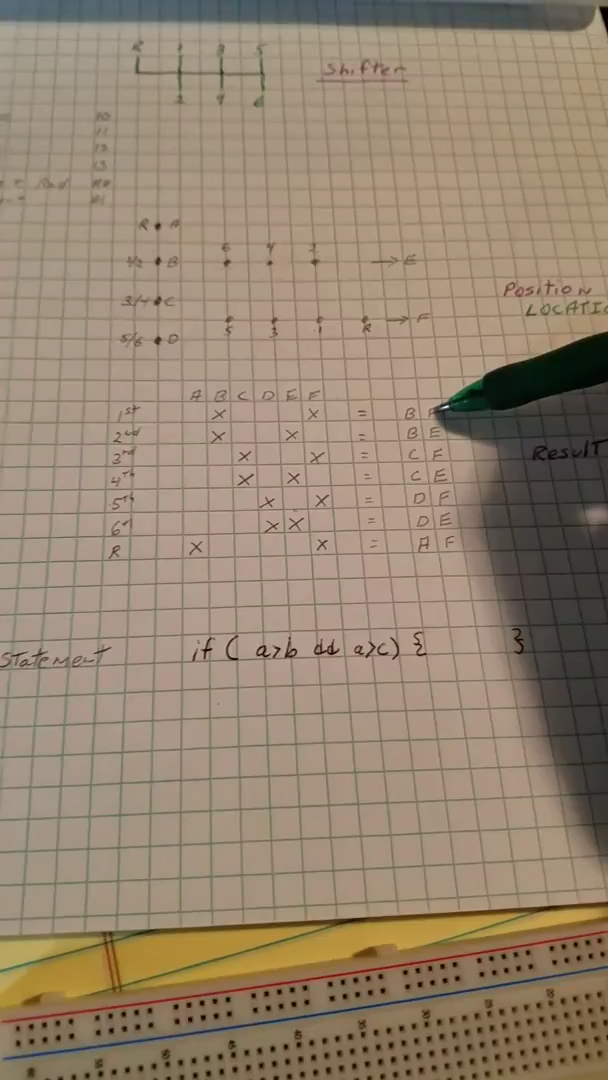 R 1 3 5
Shifter
2 4 6
R • A
6 4 2
1/2 • B → E
3/4 • C
5/6 • D → F
5 3 1 R
Position
LOCATIO
A B C D E F
1st X X = B F
2nd X X = B E
3rd X X = C F
4th X X = C E
5th X X = D F
6th X X = D E
R X X = A F
Result
Statement if ( a>b && a>c) { }